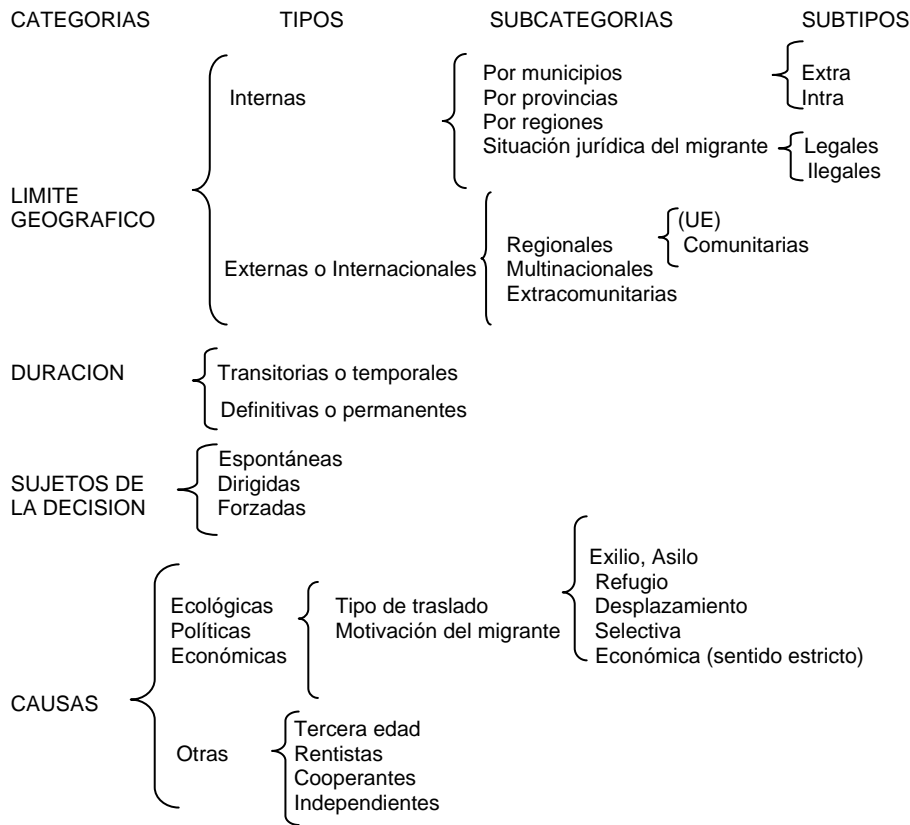 CATEGORIAS TIPOS SUBCATEGORIAS SUBTIPOS
Por municipios Extra
Internas Por provincias Intra
Por regiones
Situación jurídica del migrante Legales
Ilegales
LIMITE
GEOGRAFICO
(UE)
Regionales Comunitarias
Externas o Internacionales Multinacionales
Extracomunitarias
DURACION Transitorias o temporales
Definitivas o permanentes
Espontáneas
SUJETOS DE Dirigidas
LA DECISION Forzadas
Exilio, Asilo
Refugio
Ecológicas Tipo de traslado Desplazamiento
Políticas Motivación del migrante Selectiva
Económicas Económica (sentido estricto)
CAUSAS
Tercera edad
Otras Rentistas
Cooperantes
Independientes